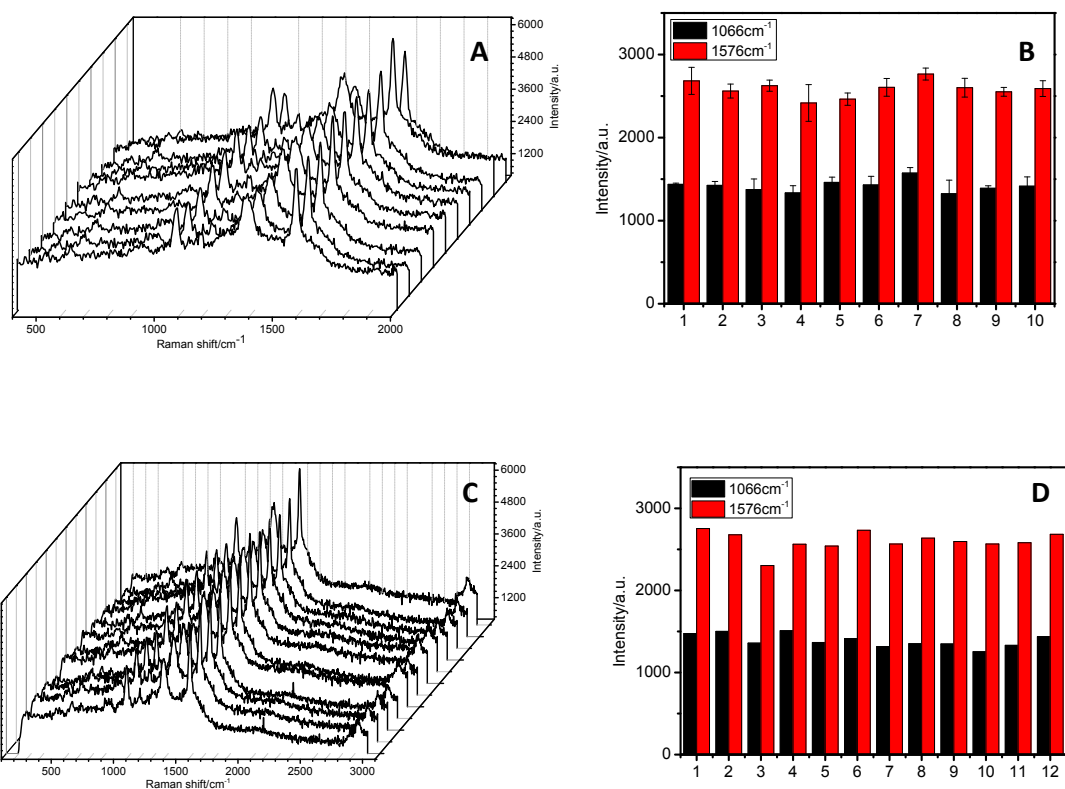 A
6000
4800
3600
2400
1200
Intensity/a.u.
500
1000
1500
2000
Raman shift/cm-1
B
1066cm-1
1576cm-1
3000
2000
1000
0
Intensity/a.u.
1 2 3 4 5 6 7 8 9 10
C
6000
4800
3600
2400
1200
Intensity/a.u.
500
1000
1500
2000
2500
3000
Raman shift/cm-1
D
1066cm-1
1576cm-1
3000
2000
1000
0
Intensity/a.u.
1 2 3 4 5 6 7 8 9 10 11 12